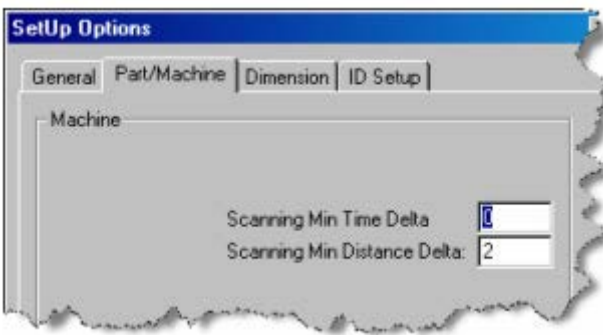 SetUp Options
General Part/Machine Dimension ID Setup
Machine
Scanning Min Time Delta 0
Scanning Min Distance Delta: 2